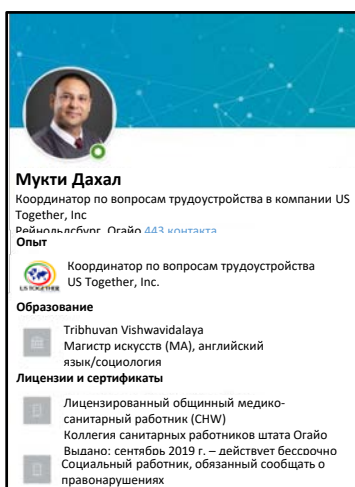 Мукти Дахал
Координатор по вопросам трудоустройства в компании US
Together, Inc
Рейнольдсбург, Огайо 443 контакта
Опыт
US TOGETHER
Координатор по вопросам трудоустройства
US Together, Inc.
Образование
Tribhuvan Vishwavidalaya
Магистр искусств (MA), английский
язык/социология
Лицензии и сертификаты
Лицензированный общинный медико-
санитарный работник (CHW)
Коллегия санитарных работников штата Огайо
Выдано: сентябрь 2019 г. – действует бессрочно
Социальный работник, обязанный сообщать о
правонарушениях